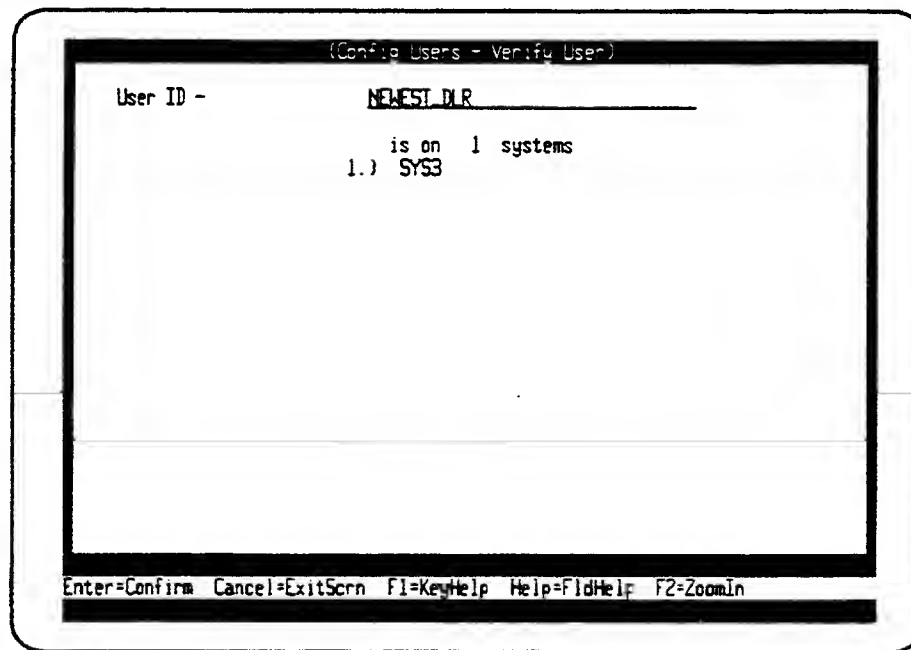 (Config Users - Verify User)
User ID - NEWEST DLR
is on 1 systems
1.) SYS3
Enter=Confirm Cancel=ExitScrn F1=KeyHelp Help=FldHelp F2=ZoomIn